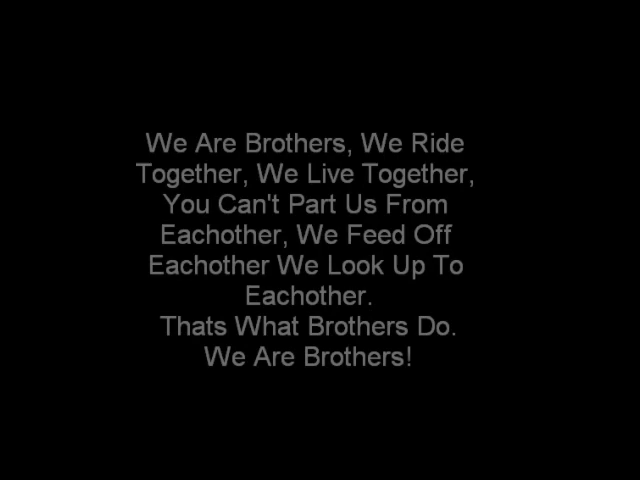 We Are Brothers, We Ride
Together, We Live Together,
You Can't Part Us From
Eachother, We Feed Off
Eachother We Look Up To
Eachother.
Thats What Brothers Do.
We Are Brothers!